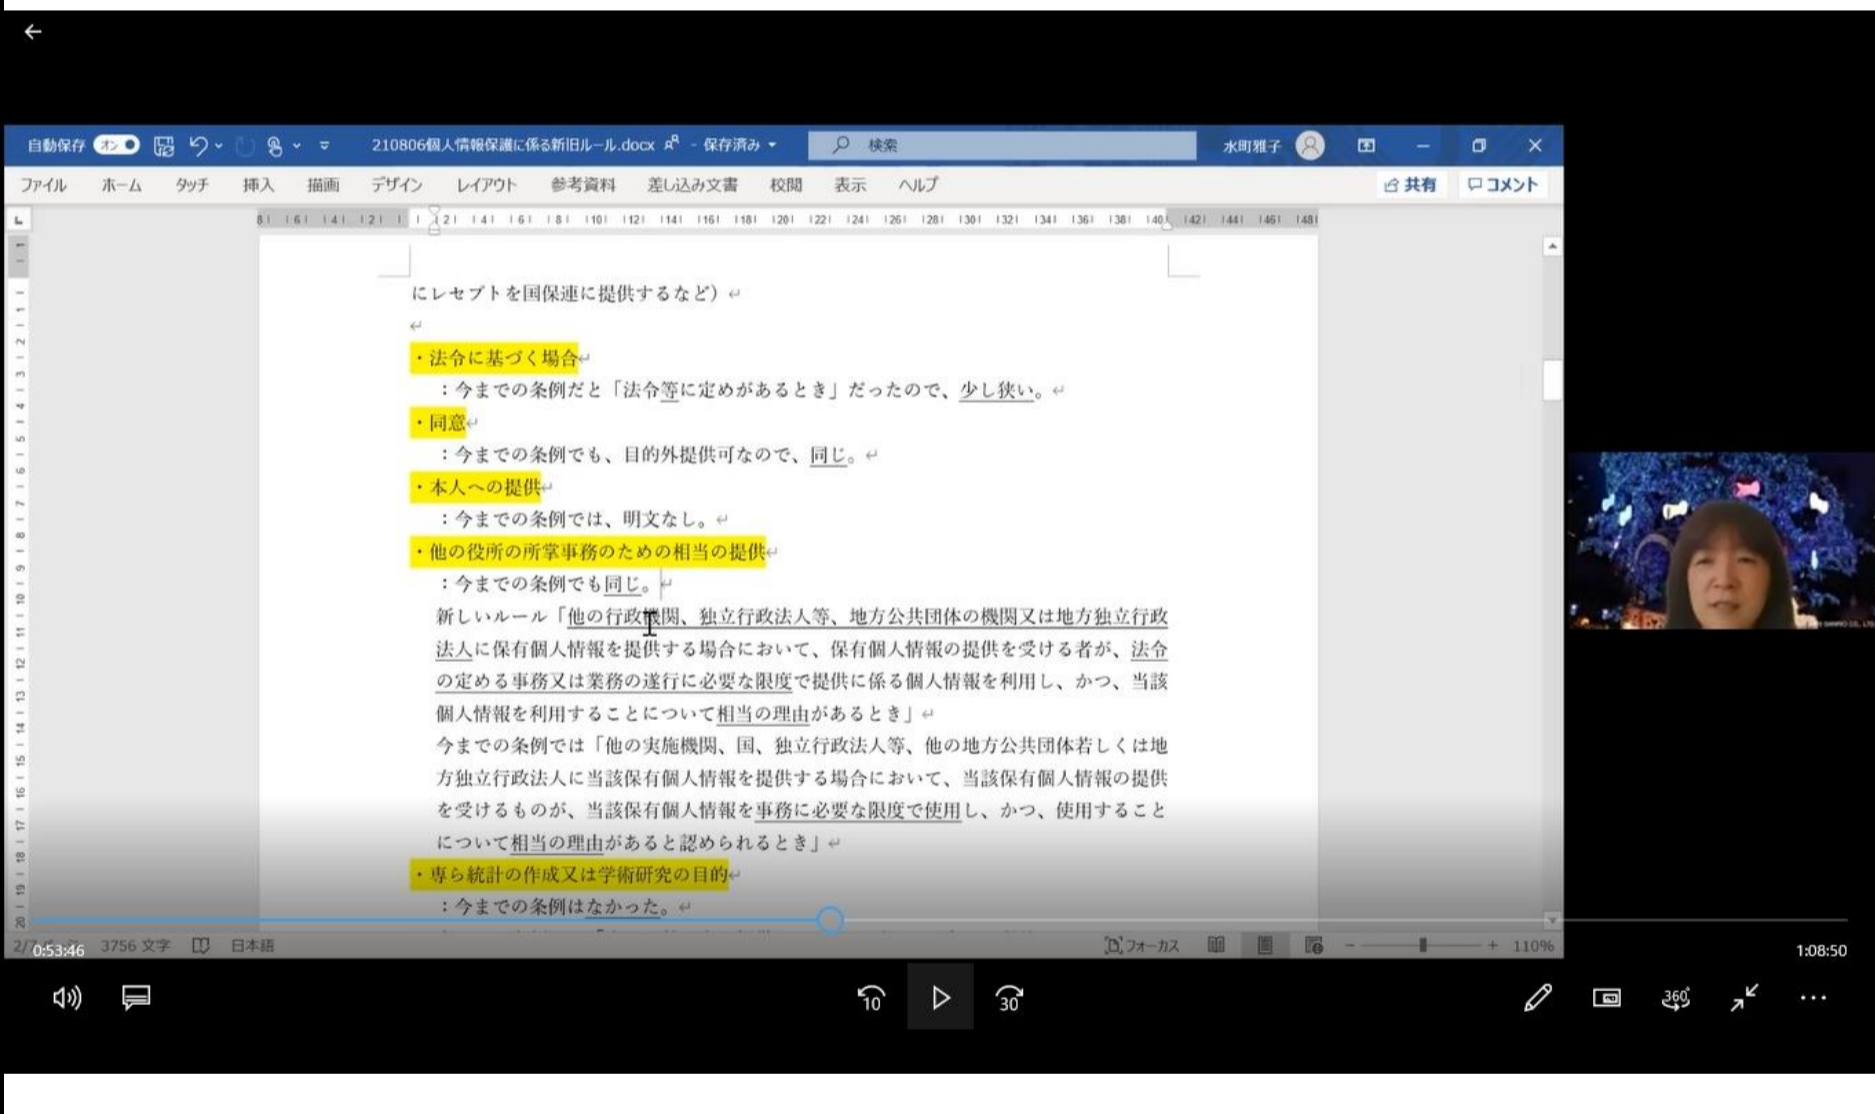 自動保存 オン 210806個人情報保護に係る新旧ルール.docx - 保存済み 検索 水町雅子
ファイル ホーム タッチ 挿入 描画 デザイン レイアウト 参考資料 差し込み文書 校閲 表示 ヘルプ 共有 コメント
にレセプトを国保連に提供するなど）
・法令に基づく場合
：今までの条例だと「法令等に定めがあるとき」だったので、少し狭い。
・同意
：今までの条例でも、目的外提供可なので、同じ。
・本人への提供
：今までの条例では、明文なし。
・他の役所の所掌事務のための相当の提供
：今までの条例でも同じ。
新しいルール「他の行政機関、独立行政法人等、地方公共団体の機関又は地方独立行政
法人に保有個人情報を提供する場合において、保有個人情報の提供を受ける者が、法令
の定める事務又は業務の遂行に必要な限度で提供に係る個人情報を利用し、かつ、当該
個人情報を利用することについて相当の理由があるとき」
今までの条例では「他の実施機関、国、独立行政法人等、他の地方公共団体若しくは地
方独立行政法人に当該保有個人情報を提供する場合において、当該保有個人情報の提供
を受けるものが、当該保有個人情報を事務に必要な限度で使用し、かつ、使用すること
について相当の理由があると認められるとき」
・専ら統計の作成又は学術研究の目的
：今までの条例はなかった。
3756 文字 日本語 フォーカス 110%
0:53:46 1:08:50
10 30 360°